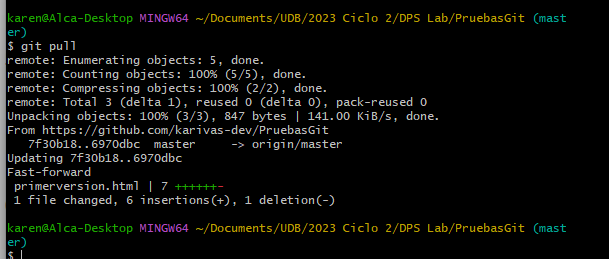 karen@Alca-Desktop MINGW64 ~/Documents/UDB/2023 Ciclo 2/DPS Lab/PruebasGit (mast
er)
$ git pull
remote: Enumerating objects: 5, done.
remote: Counting objects: 100% (5/5), done.
remote: Compressing objects: 100% (2/2), done.
remote: Total 3 (delta 1), reused 0 (delta 0), pack-reused 0
Unpacking objects: 100% (3/3), 847 bytes | 141.00 KiB/s, done.
From https://github.com/karivas-dev/PruebasGit
   7f30b18..6970dbc  master     -> origin/master
Updating 7f30b18..6970dbc
Fast-forward
 primerversion.html | 7 ++++++-
 1 file changed, 6 insertions(+), 1 deletion(-)
karen@Alca-Desktop MINGW64 ~/Documents/UDB/2023 Ciclo 2/DPS Lab/PruebasGit (mast
er)
$